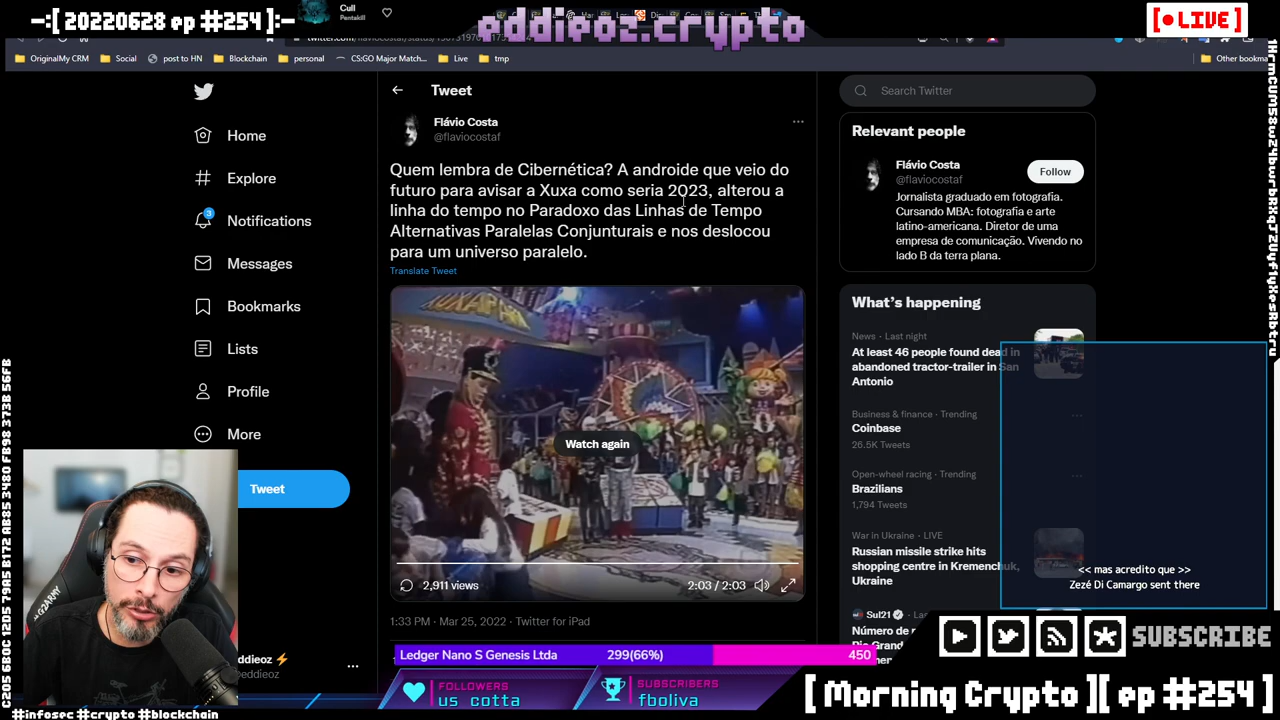 -:[ 20220628 ep #254 ]:-
Cull
Pentakill
eddieoz.crypto
[● LIVE]
OriginalMy CRM
Social
post to HN
Blockchain
personal
CS:GO Major Match...
Live
tmp
Other bookma
Home
Explore
3
Notifications
Messages
Bookmarks
Lists
Profile
More
Tweet
eddieoz ⚡
@eddieoz
Tweet
Flávio Costa
@flaviocostaf
Quem lembra de Cibernética? A androide que veio do
futuro para avisar a Xuxa como seria 2023, alterou a
linha do tempo no Paradoxo das Linhas de Tempo
Alternativas Paralelas Conjunturais e nos deslocou
para um universo paralelo.
Translate Tweet
Watch again
2,911 views
2:03 / 2:03
1:33 PM · Mar 25, 2022 · Twitter for iPad
Search Twitter
Relevant people
Flávio Costa
@flaviocostaf
Follow
Jornalista graduado em fotografia.
Cursando MBA: fotografia e arte
latino-americana. Diretor de uma
empresa de comunicação. Vivendo no
lado B da terra plana.
What's happening
News · Last night
At least 46 people found dead in
abandoned tractor-trailer in San
Antonio
Business & finance · Trending
Coinbase
26.5K Tweets
Open-wheel racing · Trending
Brazilians
1,794 Tweets
War in Ukraine · LIVE
Russian missile strike hits
shopping centre in Kremenchuk,
Ukraine
Sul21
Número de
<< mas acredito que >>
Zezé Di Camargo sent there
SUBSCRIBE
Ledger Nano S Genesis Ltda
299(66%)
450
FOLLOWERS
us_cotta
SUBSCRIBERS
fboliva
[ Morning Crypto ][ ep #254 ]
#infosec #crypto #blockchain